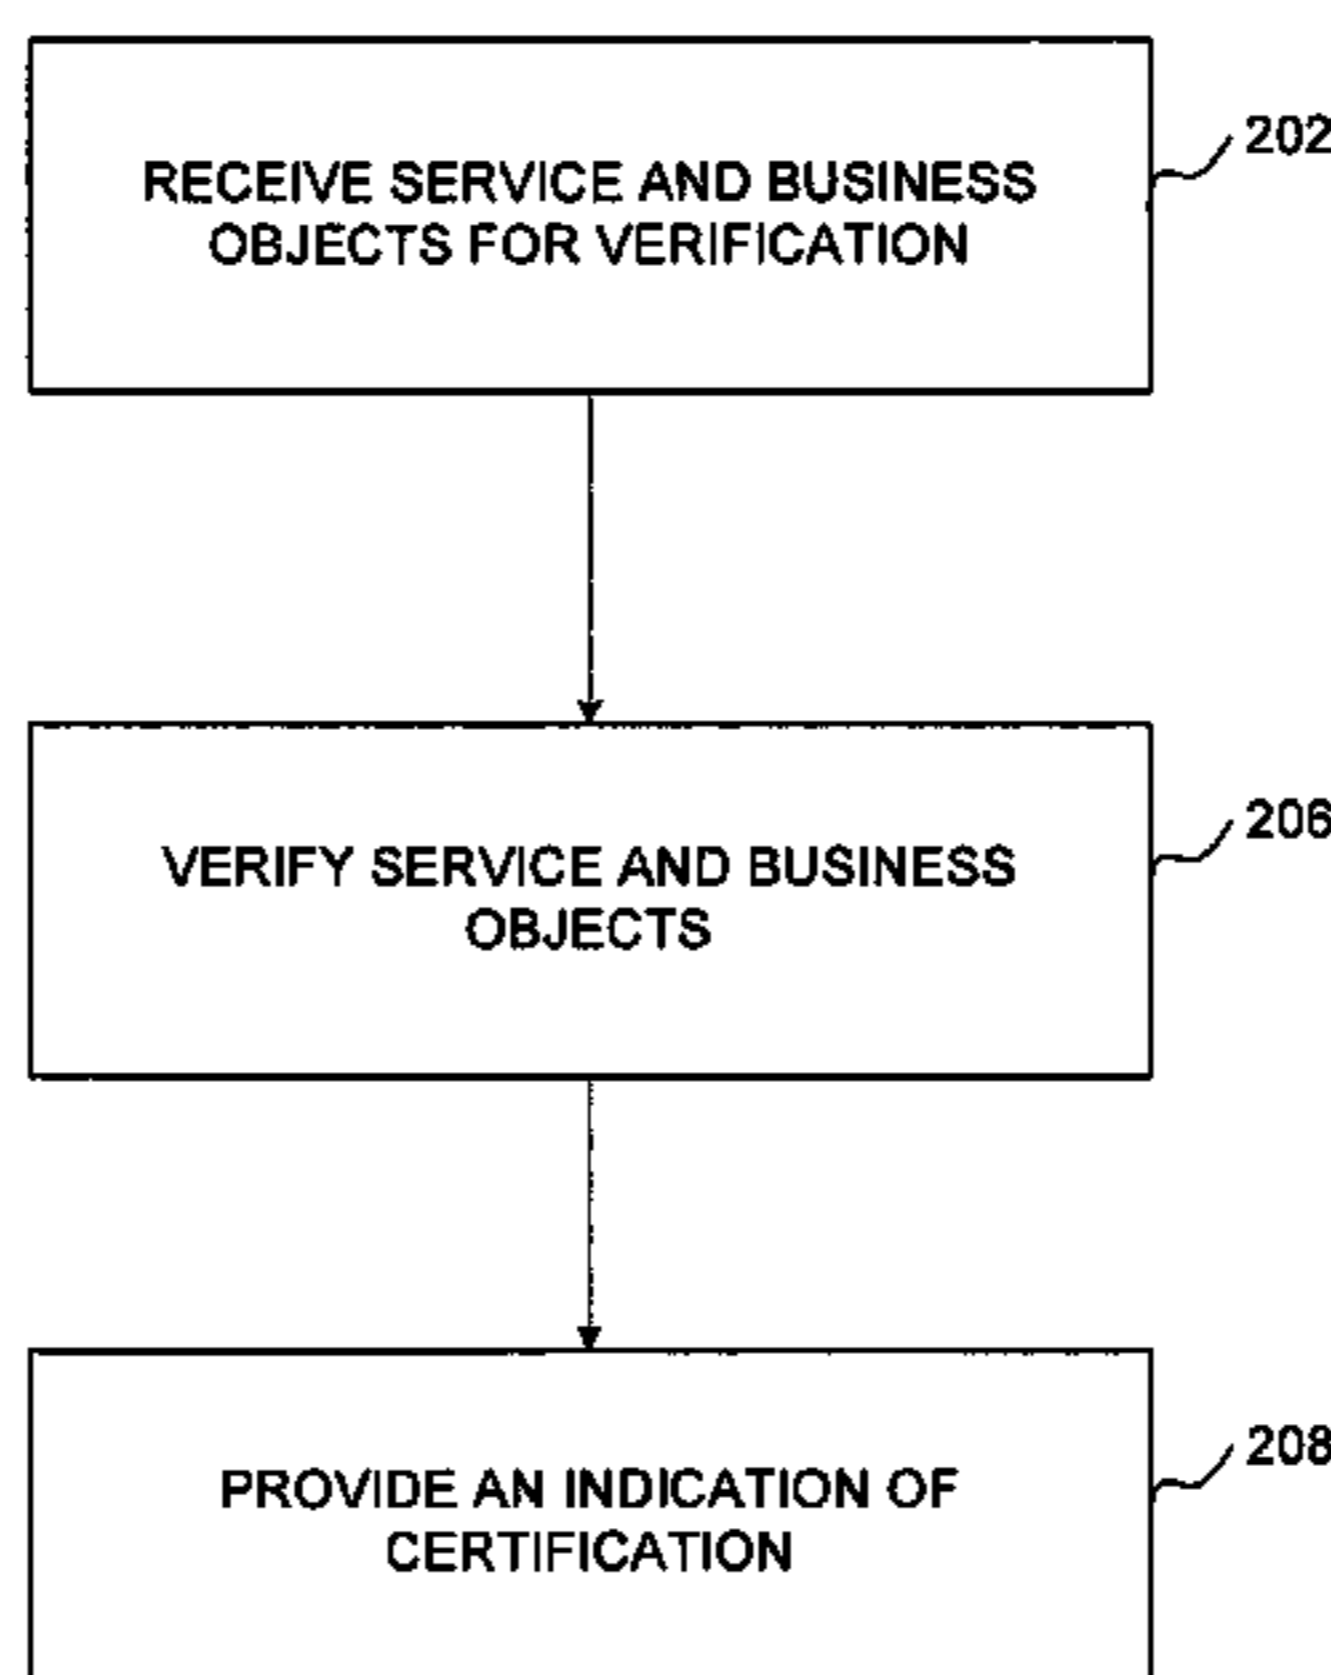 RECEIVE SERVICE AND BUSINESS
OBJECTS FOR VERIFICATION
202
VERIFY SERVICE AND BUSINESS
OBJECTS
206
PROVIDE AN INDICATION OF
CERTIFICATION
208